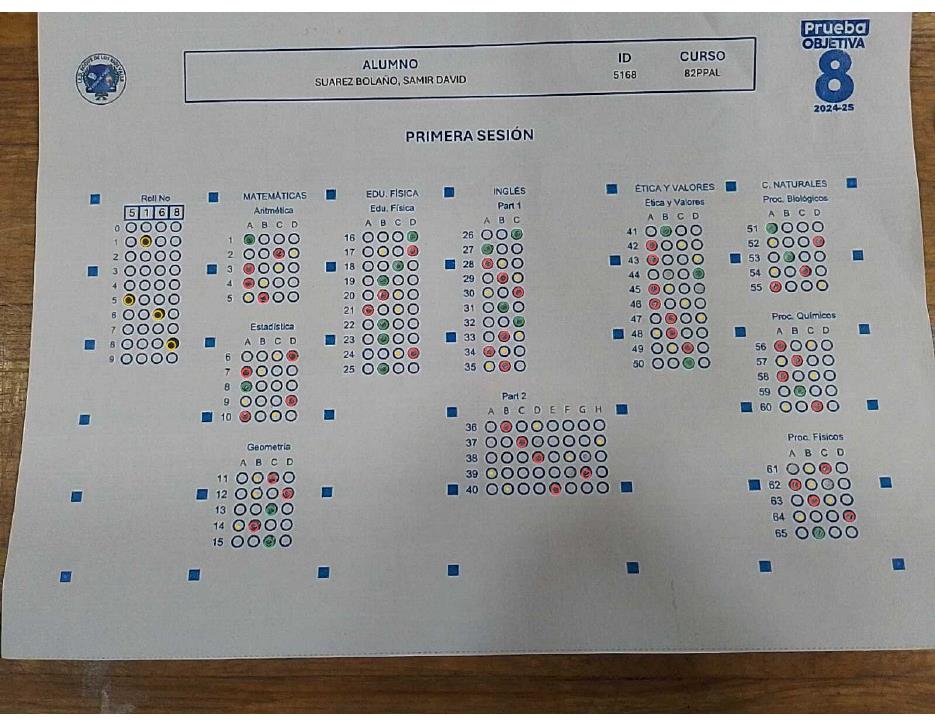 Prueba
OBJETIVA
8
2024-25
ALUMNO
SUAREZ BOLAÑO, SAMIR DAVID
ID
5168
CURSO
82PPAL
PRIMERA SESIÓN
Roll No
5 1 6 8
0
1
2
3
4
5
6
7
8
9
MATEMÁTICAS
Aritmética
A B C D
1
2
3
4
5
Estadística
A B C D
6
7
8
9
10
Geometría
A B C D
11
12
13
14
15
EDU. FÍSICA
Edu. Física
A B C D
16
17
18
19
20
21
22
23
24
25
INGLÉS
Part 1
A B C
26
27
28
29
30
31
32
33
34
35
Part 2
A B C D E F G H
36
37
38
39
40
ÉTICA Y VALORES
Ética y Valores
A B C D
41
42
43
44
45
46
47
48
49
50
C. NATURALES
Proc. Biológicos
A B C D
51
52
53
54
55
Proc. Químicos
A B C D
56
57
58
59
60
Proc. Físicos
A B C D
61
62
63
64
65